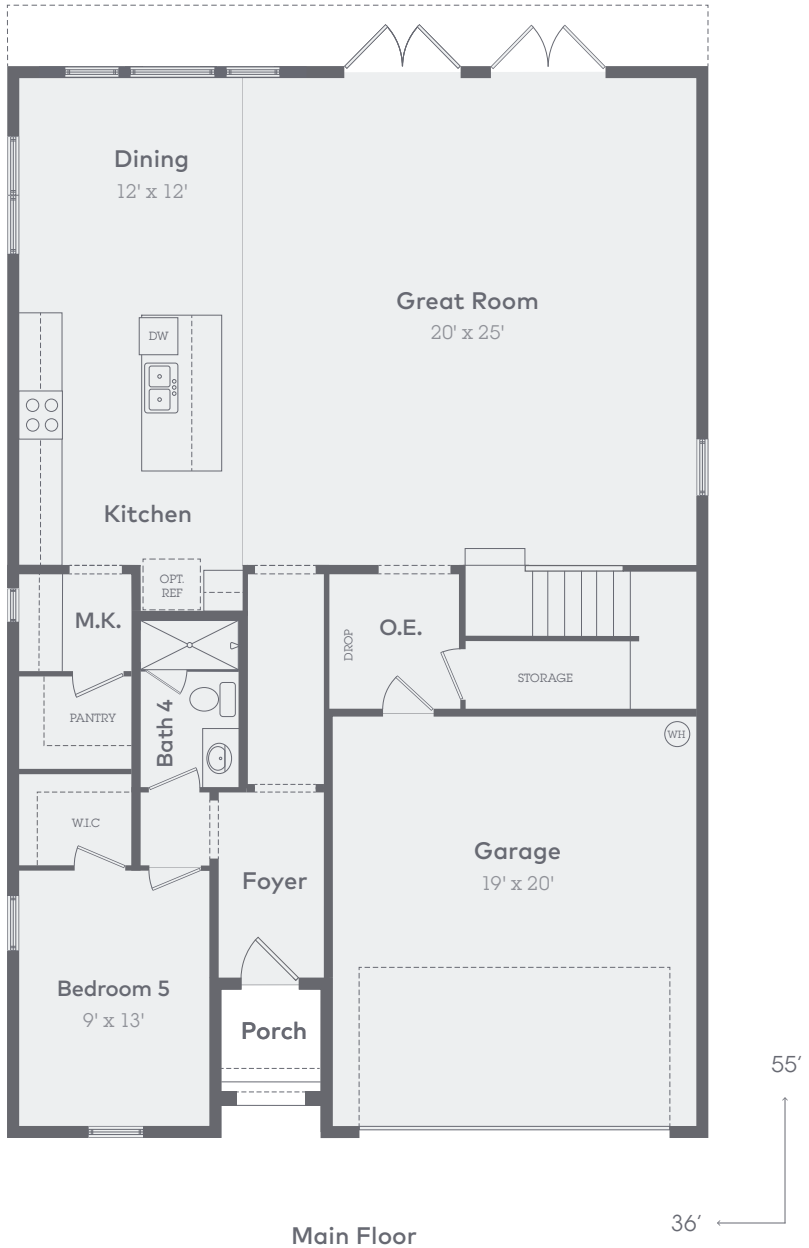 Dining
12' x 12'
Great Room
20' x 25'
DW
Kitchen
OPT.
REF
M.K.
O.E.
DROP
STORAGE
PANTRY
Bath 4
WH
W.I.C
Garage
19' x 20'
Foyer
Bedroom 5
9' x 13'
Porch
55'
36'
Main Floor